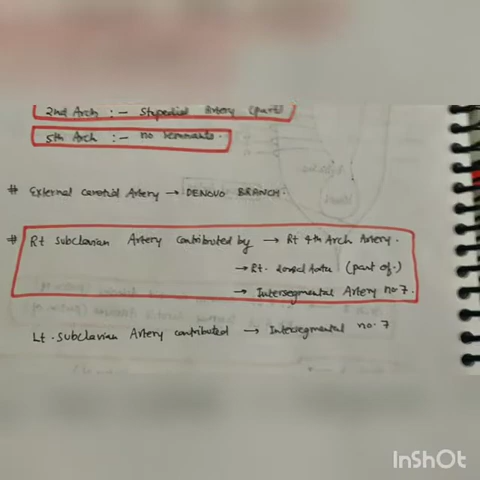 2nd Arch :- Stapedial Artery (part)
5th Arch :- no remnants.
# External carotid Artery → DENOVO BRANCH.
# Rt subclavian Artery contributed by → Rt 4th Arch Artery.
→ Rt. dorsal Aorta (part of.)
→ Intersegmental Artery no. 7.
Lt. subclavian Artery contributed → Intersegmental no. 7
InShOt